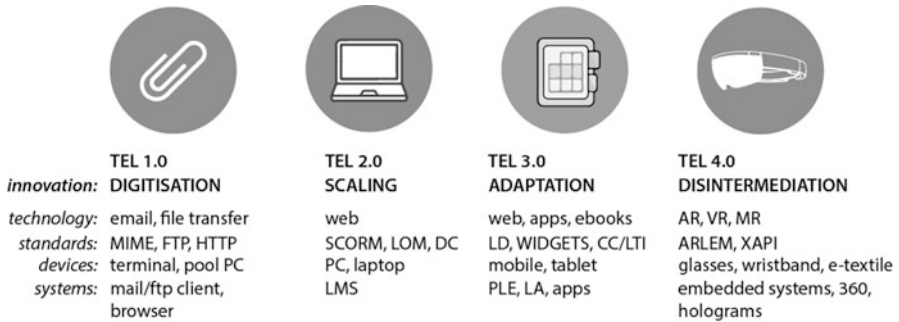 TEL 1.0 TEL 2.0 TEL 3.0 TEL 4.0
innovation: DIGITISATION SCALING ADAPTATION DISINTERMEDIATION
technology: email, file transfer web web, apps, ebooks AR, VR, MR
standards: MIME, FTP, HTTP SCORM, LOM, DC LD, WIDGETS, CC/LTI ARLEM, XAPI
devices: terminal, pool PC PC, laptop mobile, tablet glasses, wristband, e-textile
systems: mail/ftp client, LMS PLE, LA, apps embedded systems, 360,
browser holograms